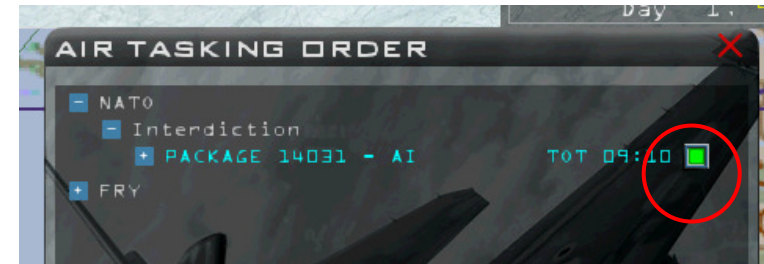 Day 1,
AIR TASKING ORDER
NATO
Interdiction
PACKAGE 14031 - AI TOT 09:10
FRY